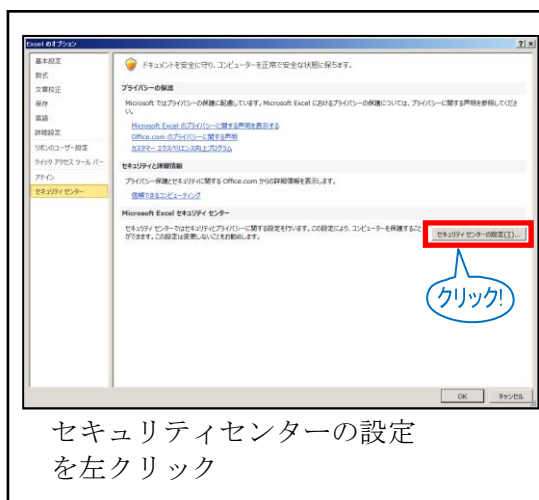 Excel のオプション
基本設定
数式
文章校正
保存
言語
詳細設定
リボンのユーザー設定
クイック アクセス ツール バー
アドイン
セキュリティ センター
ドキュメントを安全に守り、コンピューターを正常で安全な状態に保ちます。
プライバシーの保護
Microsoft ではプライバシーの保護に配慮しています。Microsoft Excel におけるプライバシーの保護については、プライバシーに関する声明を参照してくださ
い。
Microsoft Excel のプライバシーに関する声明を表示する
Office.com のプライバシーに関する声明
カスタマー エクスペリエンス向上プログラム
セキュリティと詳細情報
プライバシー保護とセキュリティに関する Office.com からの詳細情報を表示します。
信頼できるコンピューティング
Microsoft Excel セキュリティ センター
セキュリティ センターではセキュリティとプライバシーに関する設定を行います。この設定により、コンピューターを保護すること
ができます。この設定は変更しないことをお勧めします。
セキュリティ センターの設定(T)...
クリック!
OK
キャンセル
セキュリティセンターの設定
を左クリック